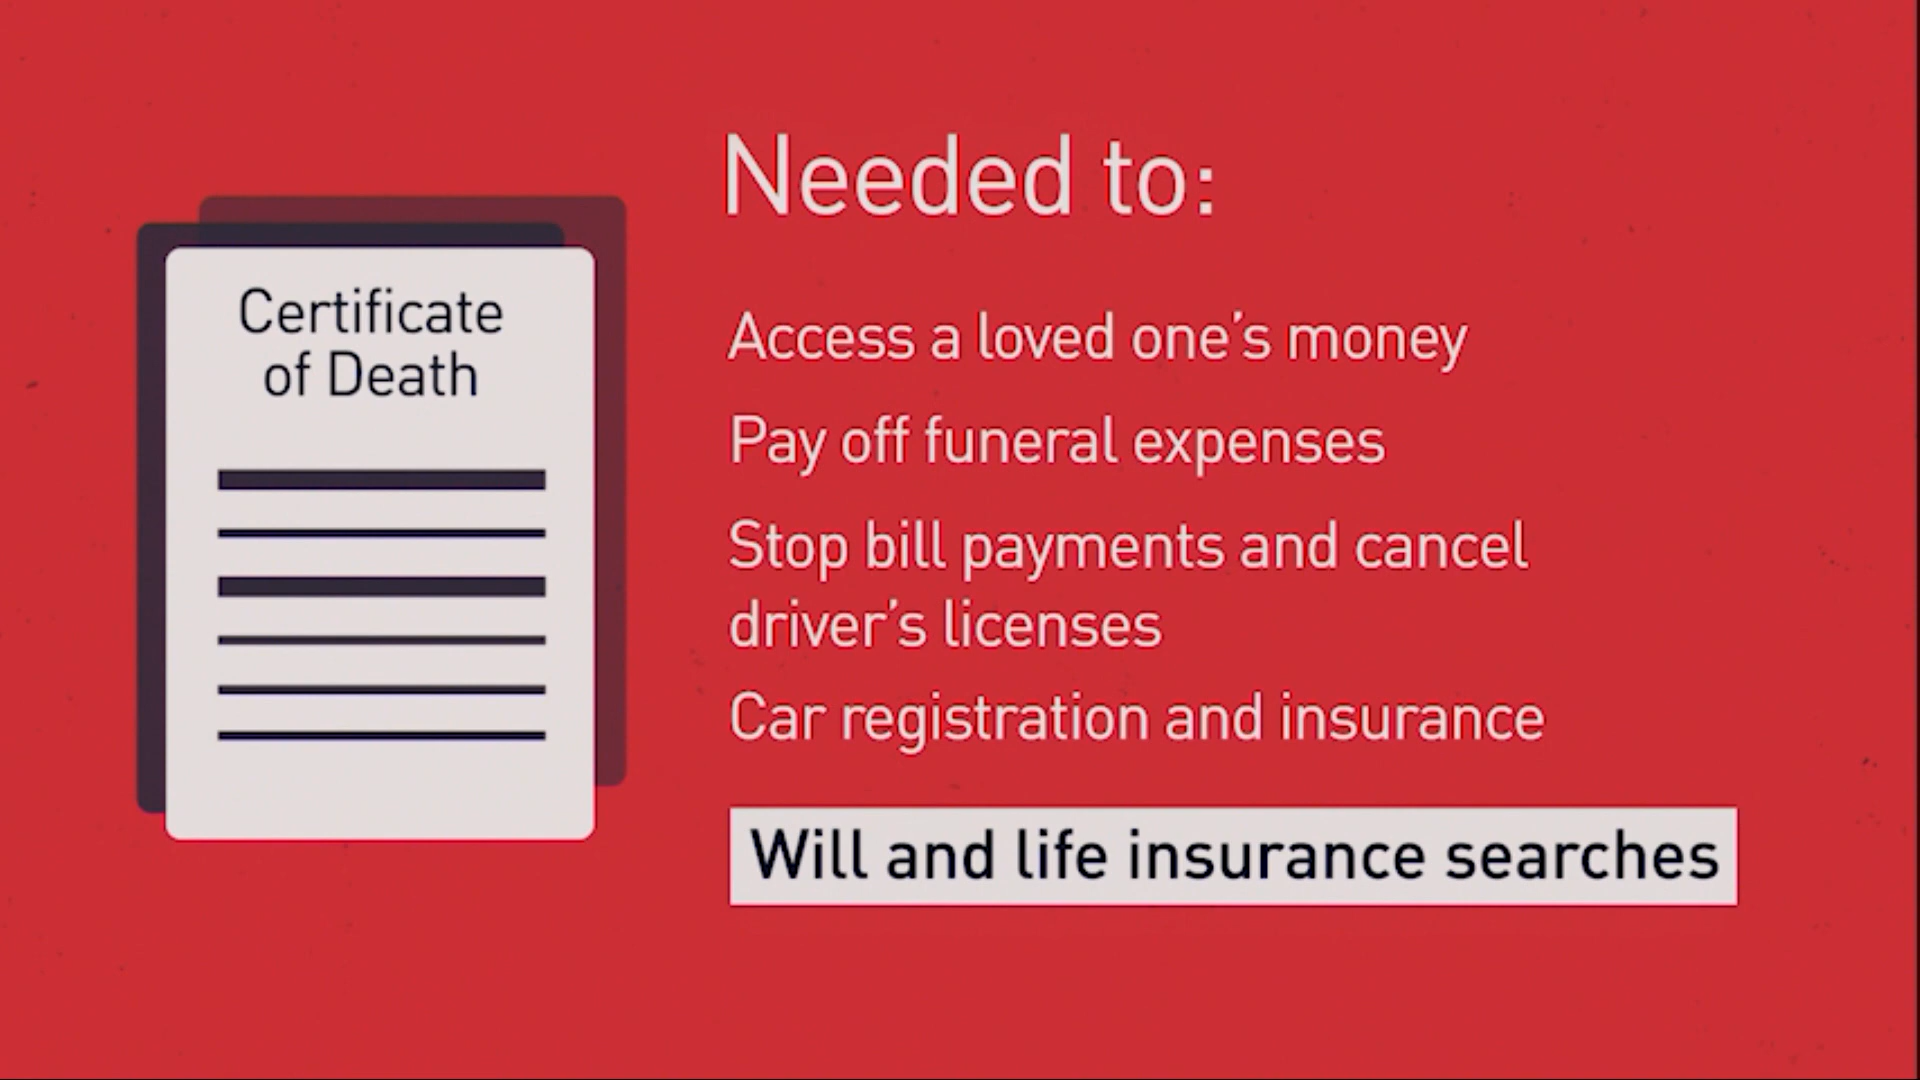 Certificate
of Death
Needed to:
Access a loved one’s money
Pay off funeral expenses
Stop bill payments and cancel
driver’s licenses
Car registration and insurance
Will and life insurance searches